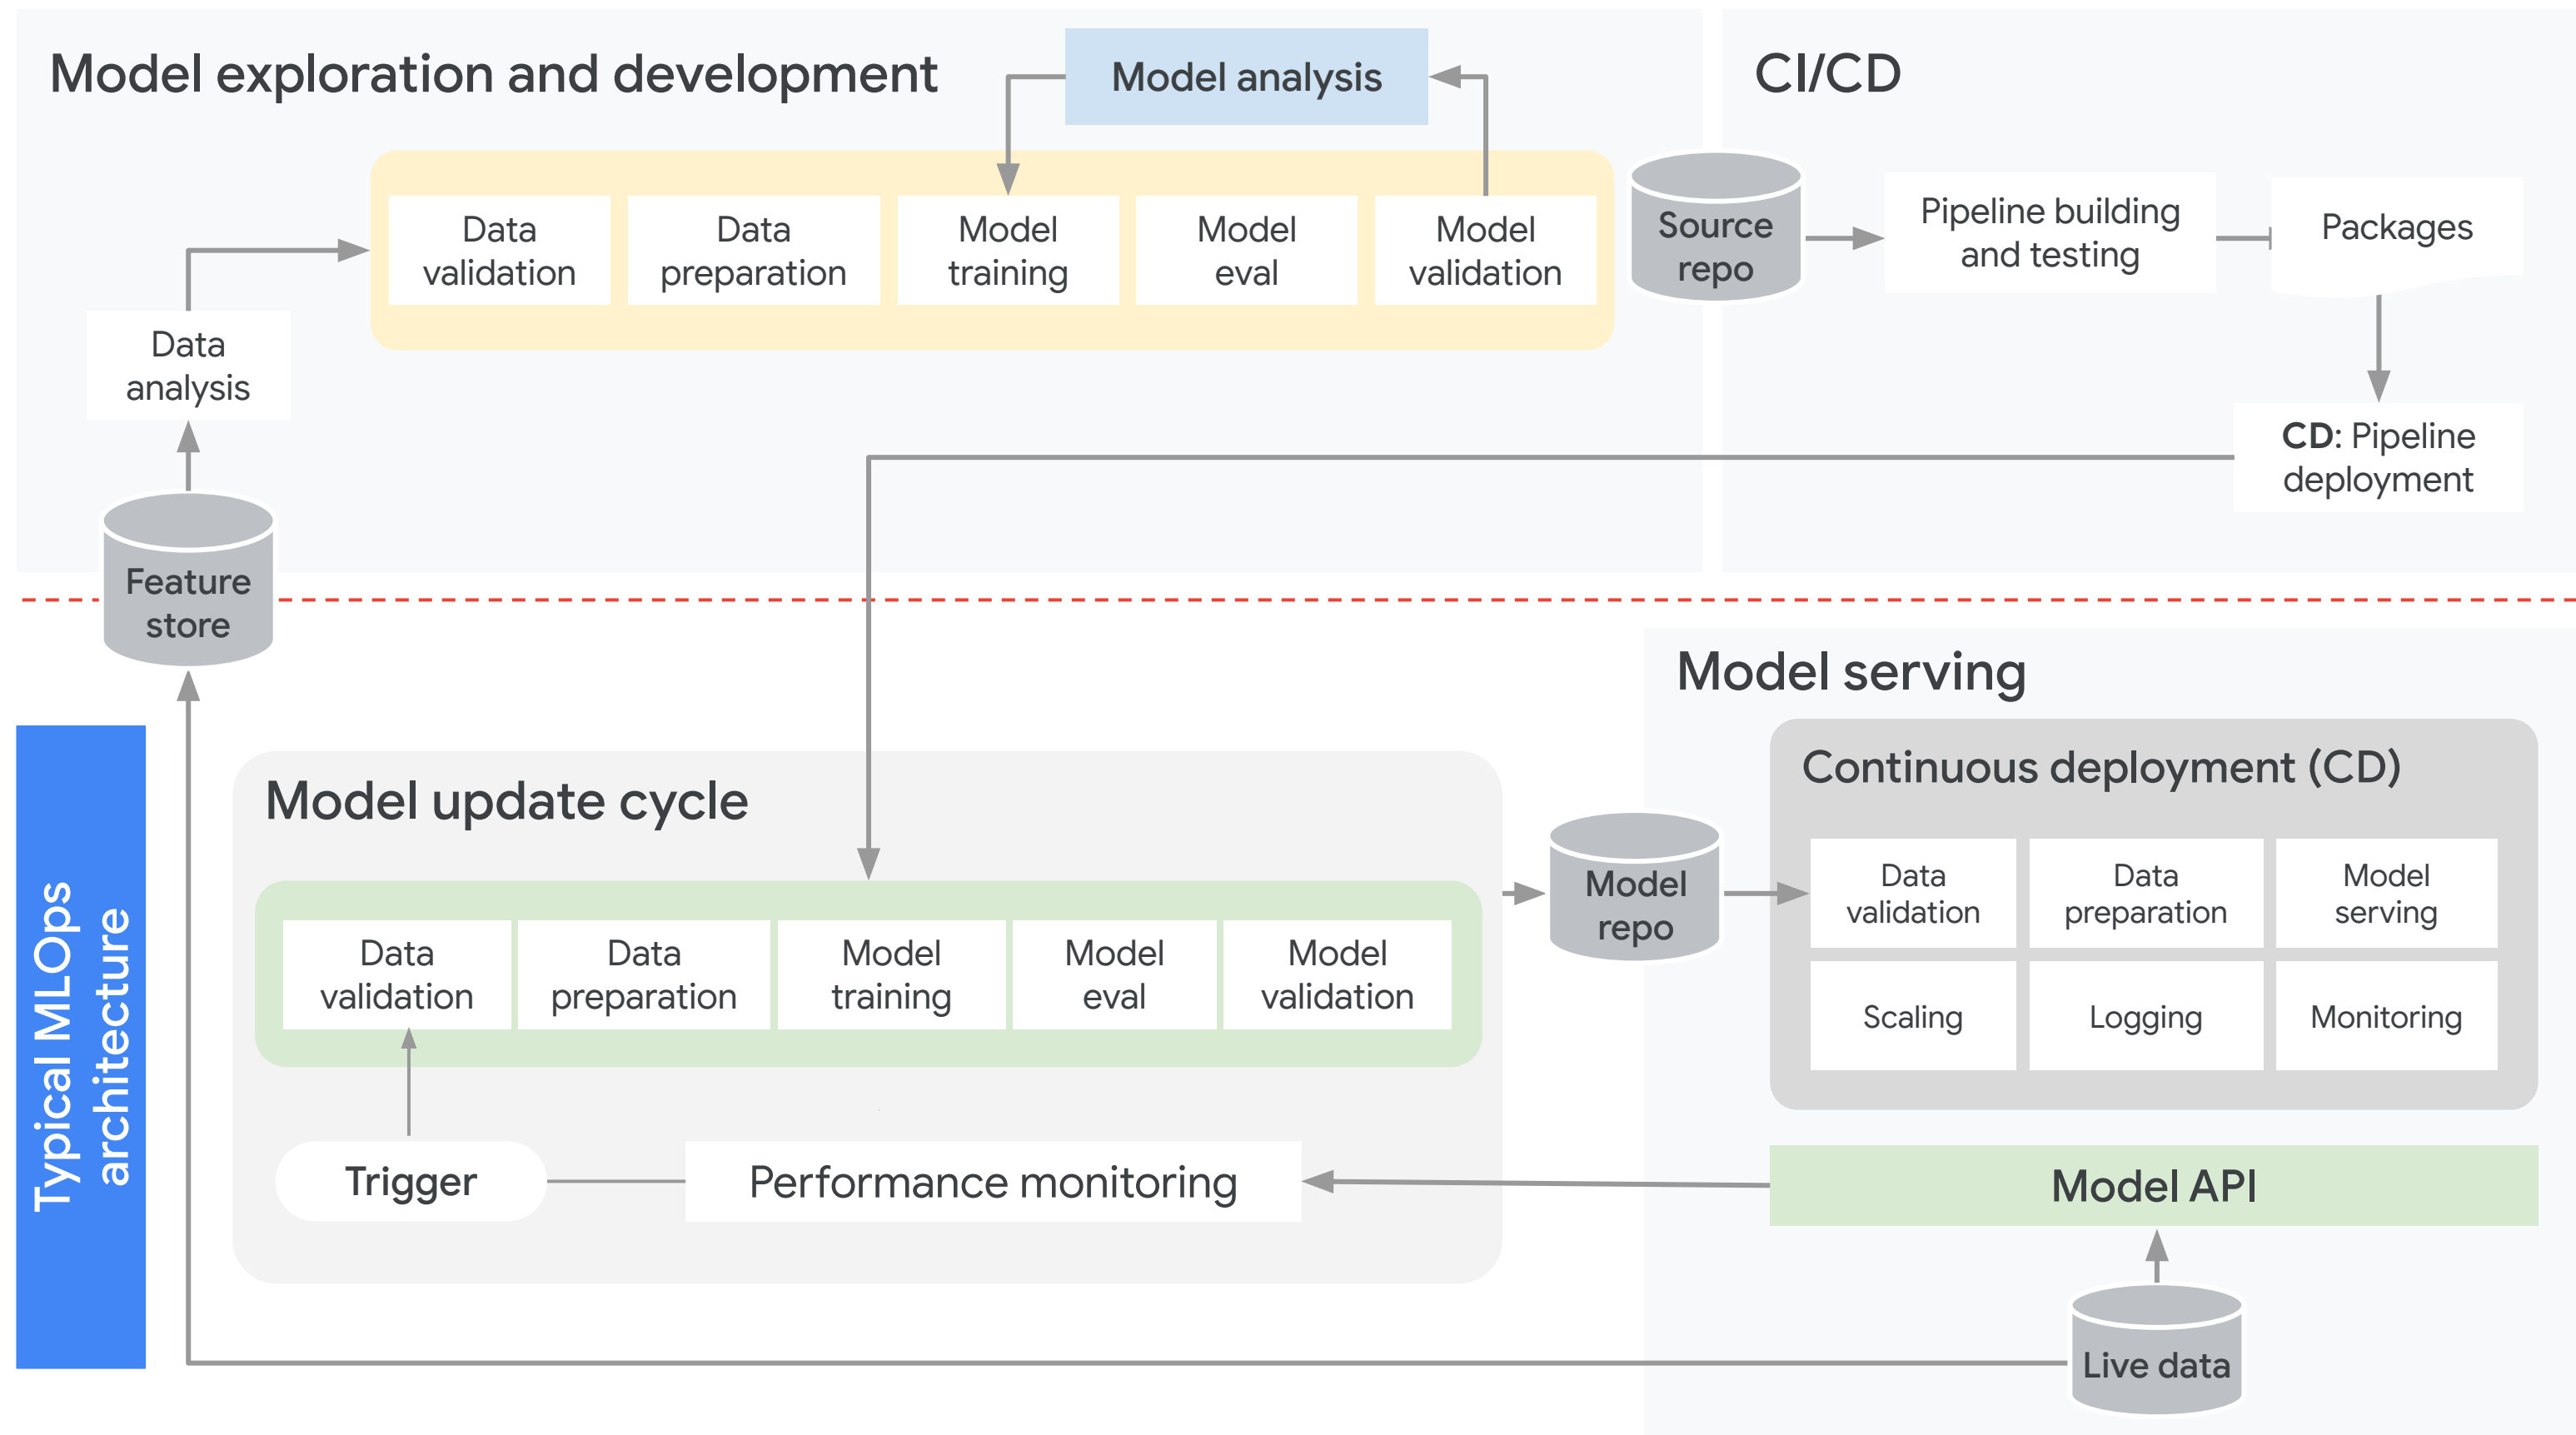 Model exploration and development
Model analysis
CI/CD
Data
validation
Data
preparation
Model
training
Model
eval
Model
validation
Source
repo
Pipeline building
and testing
Packages
Data
analysis
CD: Pipeline
deployment
Feature
store
Model serving
Continuous deployment (CD)
Model update cycle
Model
repo
Data
validation
Data
preparation
Model
serving
Data
validation
Data
preparation
Model
training
Model
eval
Model
validation
Scaling
Logging
Monitoring
Typical MLOps
architecture
Trigger
Performance monitoring
Model API
Live data